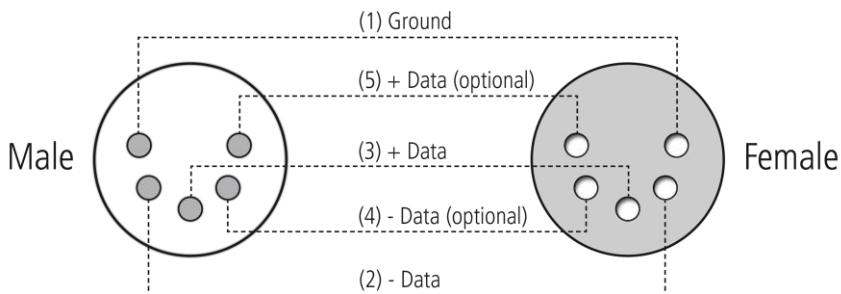 (1) Ground
(5) + Data (optional)
Male
(3) + Data
Female
(4) - Data (optional)
(2) - Data